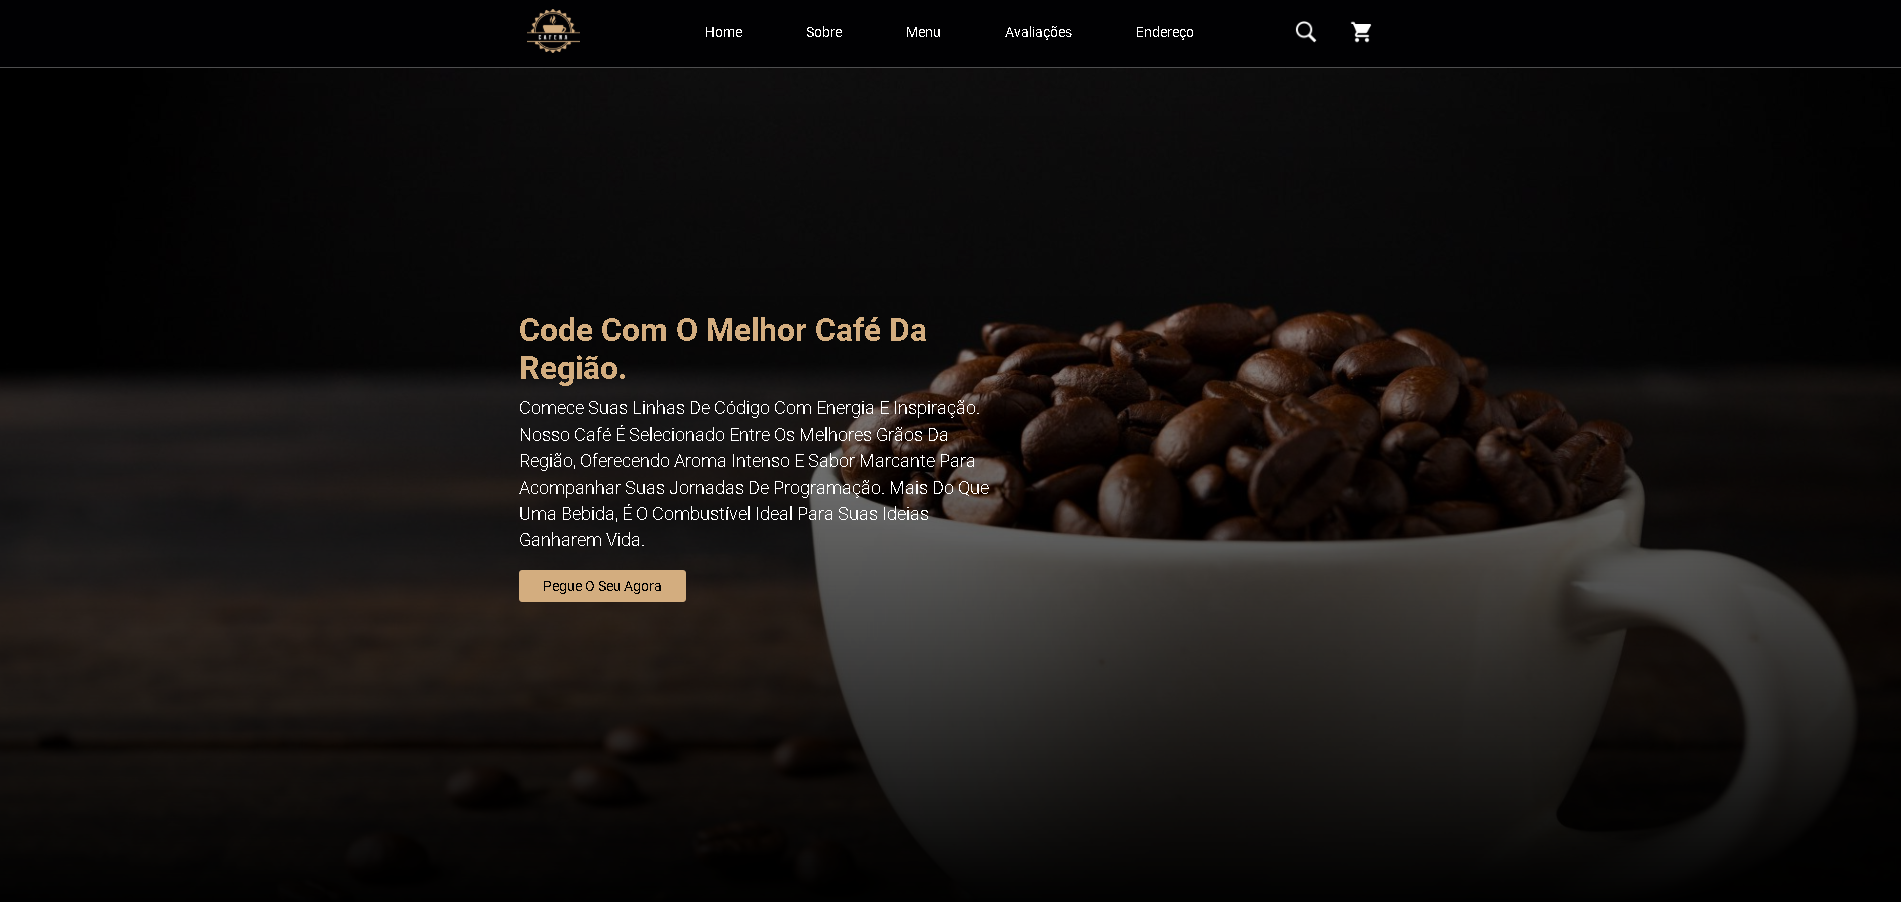 Home Sobre Menu Avaliações Endereço
Code Com O Melhor Café Da
Região.
Comece Suas Linhas De Código Com Energia E Inspiração.
Nosso Café É Selecionado Entre Os Melhores Grãos Da
Região, Oferecendo Aroma Intenso E Sabor Marcante Para
Acompanhar Suas Jornadas De Programação. Mais Do Que
Uma Bebida, É O Combustível Ideal Para Suas Ideias
Ganharem Vida.
Pegue O Seu Agora